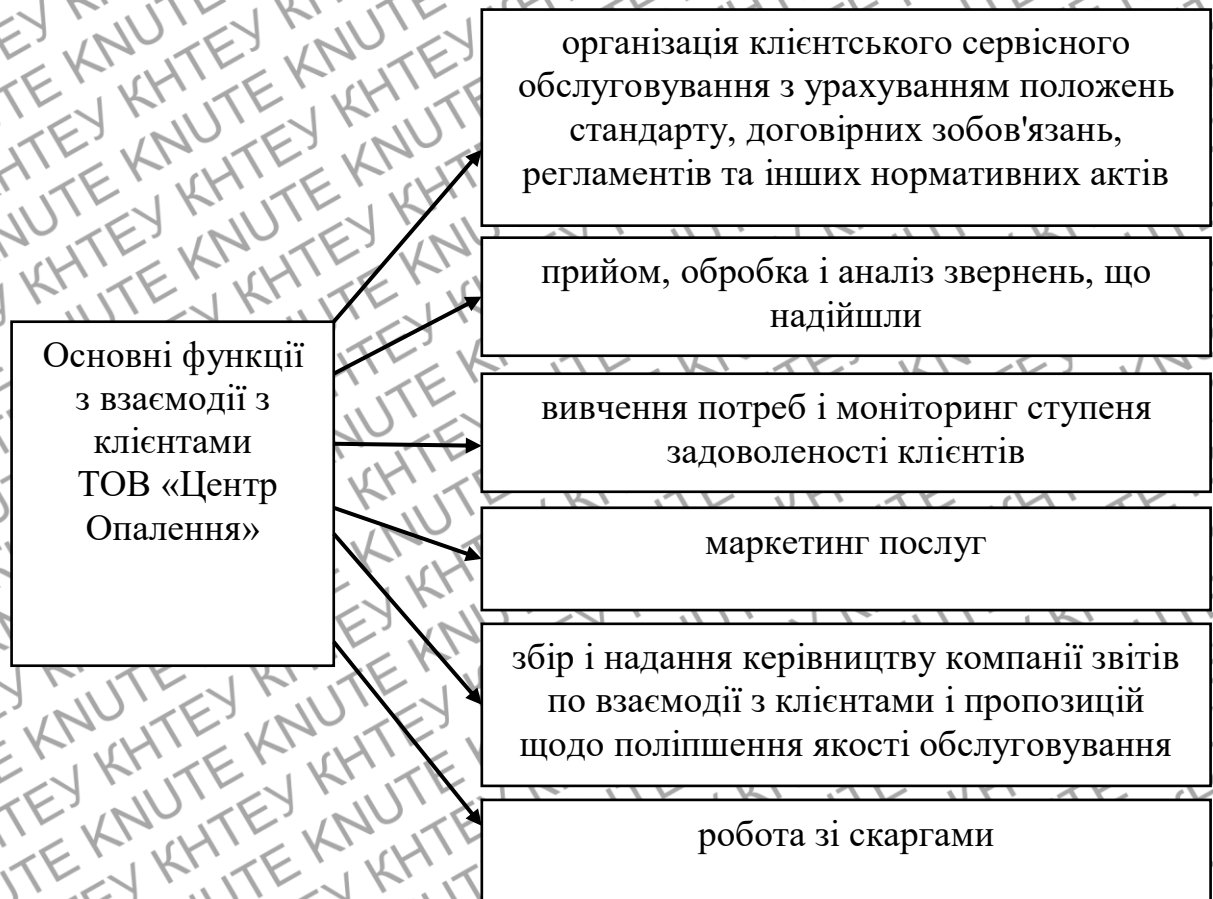 організація клієнтського сервісного
обслуговування з урахуванням положень
стандарту, договірних зобов'язань,
регламентів та інших нормативних актів
прийом, обробка і аналіз звернень, що
надійшли
Основні функції
з взаємодії з
клієнтами
ТОВ «Центр
Опалення»
вивчення потреб і моніторинг ступеня
задоволеності клієнтів
маркетинг послуг
збір і надання керівництву компанії звітів
по взаємодії з клієнтами і пропозицій
щодо поліпшення якості обслуговування
робота зі скаргами